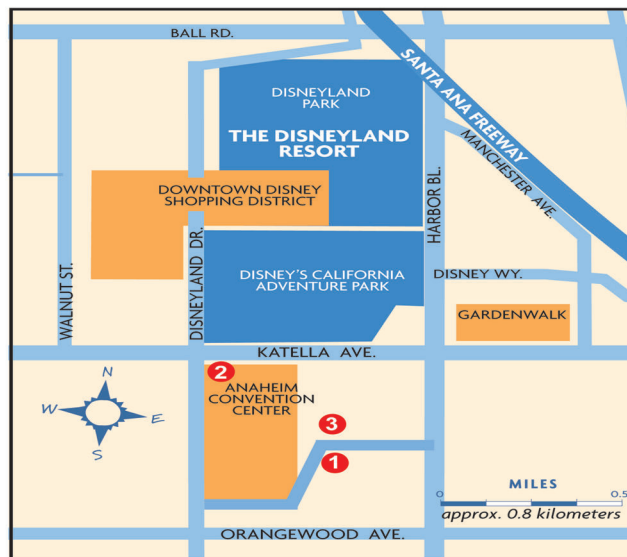 BALL RD.
SANTA ANA FREEWAY
DISNEYLAND
PARK
THE DISNEYLAND
RESORT
MANCHESTER AVE.
DOWNTOWN DISNEY
SHOPPING DISTRICT
HARBOR BL.
WALNUT ST.
DISNEYLAND DR.
DISNEY'S CALIFORNIA
ADVENTURE PARK
DISNEY WY.
GARDENWALK
KATELLA AVE.
2
ANAHEIM
CONVENTION
CENTER
N
W
E
S
3
1
MILES
0
0.5
approx. 0.8 kilometers
ORANGEWOOD AVE.